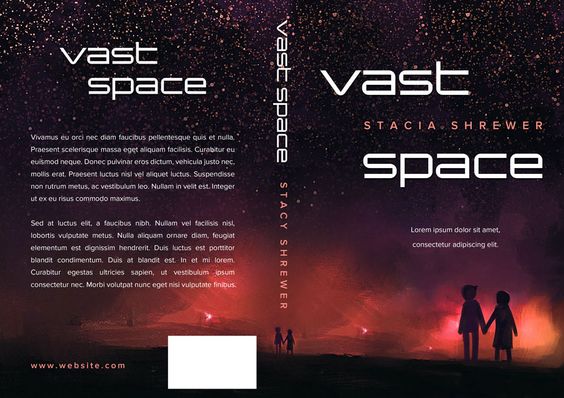 vast
space
Vivamus eu orci nec diam faucibus pellentesque quis et nulla.
Praesent scelerisque massa eget aliquam facilisis. Curabitur eu
euismod neque. Donec pulvinar eros dictum, vehicula justo nec,
mollis erat. Praesent luctus nisl vel aliquet luctus. Suspendisse
non rutrum metus, ac vestibulum leo. Nullam in velit est. Integer
ut ex eu risus commodo maximus.
Sed at luctus elit, a faucibus nibh. Nullam vel facilisis nisl,
lobortis vulputate metus. Nulla aliquam ornare diam, feugiat
elementum est dignissim hendrerit. Duis luctus est porttitor
blandit condimentum. Duis at blandit est. In et mi lorem.
Curabitur egestas ultricies sapien, ut vestibulum ipsum
consectetur nec. Morbi volutpat nunc eget nisi vulputate finibus.
www.website.com
vast space
STACY SHREWER
vast
STACIA SHREWER
space
Lorem ipsum dolor sit amet,
consectetur adipiscing elit.